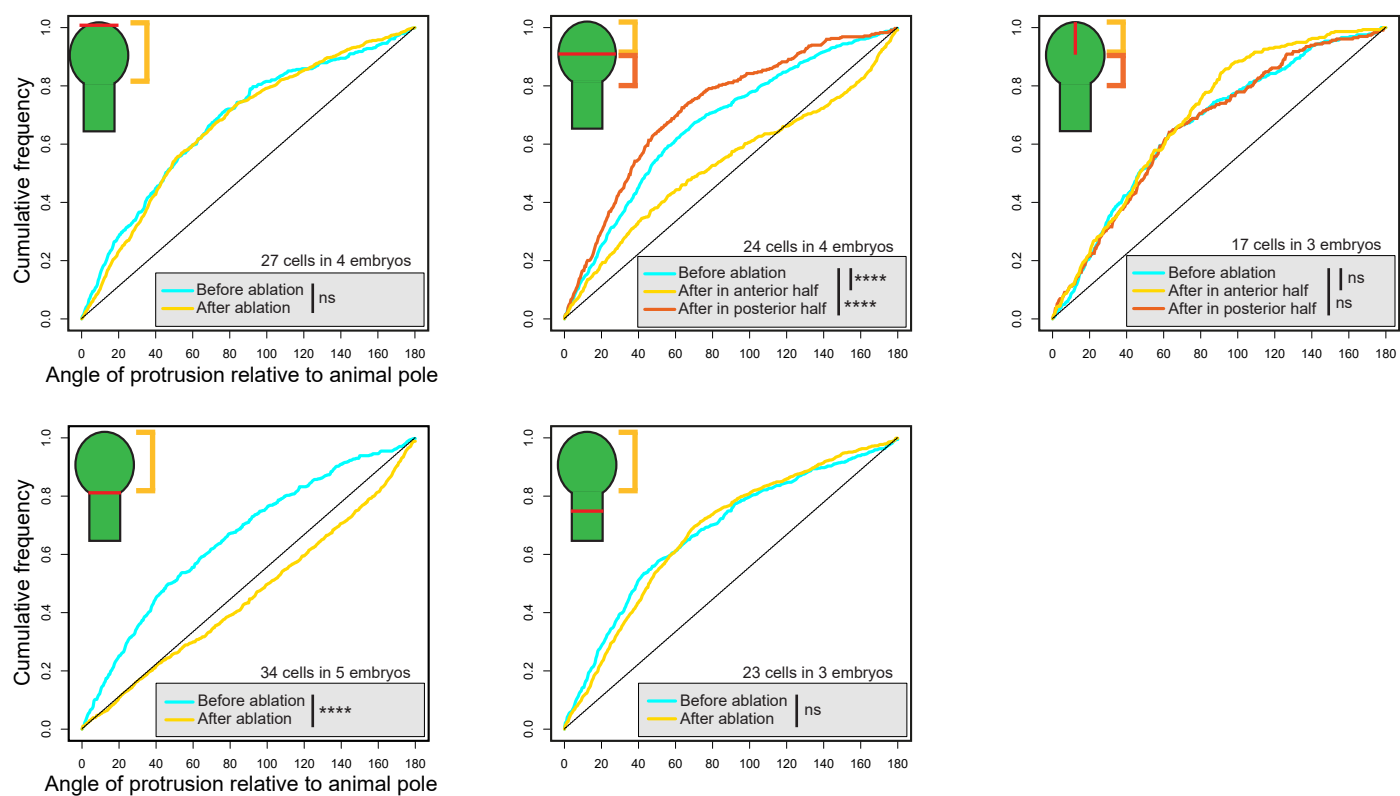 Cumulative frequency
1.0
0.8
0.6
0.4
0.2
0.0
27 cells in 4 embryos
Before ablation
After ablation
ns
0 20 40 60 80 100 120 140 160 180
Angle of protrusion relative to animal pole
1.0
0.8
0.6
0.4
0.2
0.0
24 cells in 4 embryos
Before ablation
After in anterior half
After in posterior half
****
****
0 20 40 60 80 100 120 140 160 180
1.0
0.8
0.6
0.4
0.2
0.0
17 cells in 3 embryos
Before ablation
After in anterior half
After in posterior half
ns
ns
0 20 40 60 80 100 120 140 160 180
Cumulative frequency
1.0
0.8
0.6
0.4
0.2
0.0
34 cells in 5 embryos
Before ablation
After ablation
****
0 20 40 60 80 100 120 140 160 180
Angle of protrusion relative to animal pole
1.0
0.8
0.6
0.4
0.2
0.0
23 cells in 3 embryos
Before ablation
After ablation
ns
0 20 40 60 80 100 120 140 160 180